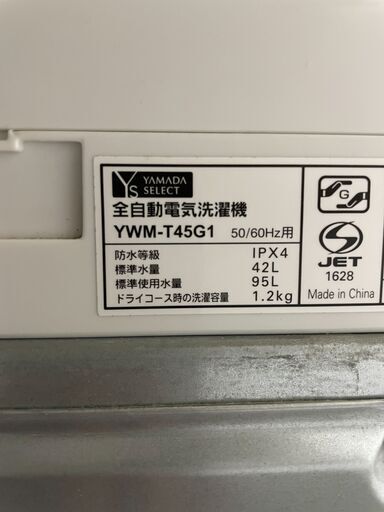 YS YAMADA
SELECT
全自動電気洗濯機
YWM-T45G1 50/60Hz用
防水等級 IPX4
標準水量 42L
標準使用水量 95L
ドライコース時の洗濯容量 1.2kg
G
S
JET
1628
Made in China